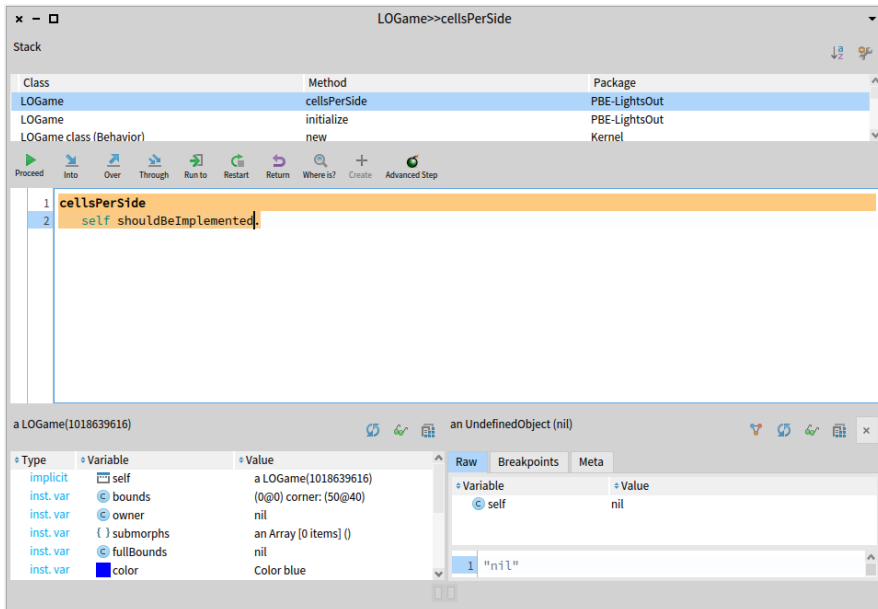 LOGame>>cellsPerSide
Stack
Class Method Package
LOGame cellsPerSide PBE-LightsOut
LOGame initialize PBE-LightsOut
LOGame class (Behavior) new Kernel
Proceed Into Over Through Run to Restart Return Where is? Create Advanced Step
1 cellsPerSide
2 self shouldBeImplemented.
a LOGame(1018639616) an UndefinedObject (nil)
Type Variable Value
implicit self a LOGame(1018639616)
inst. var bounds (0@0) corner: (50@40)
inst. var owner nil
inst. var { } submorphs an Array [0 items] ()
inst. var fullBounds nil
inst. var color Color blue
Raw Breakpoints Meta
Variable Value
self nil
1 "nil"